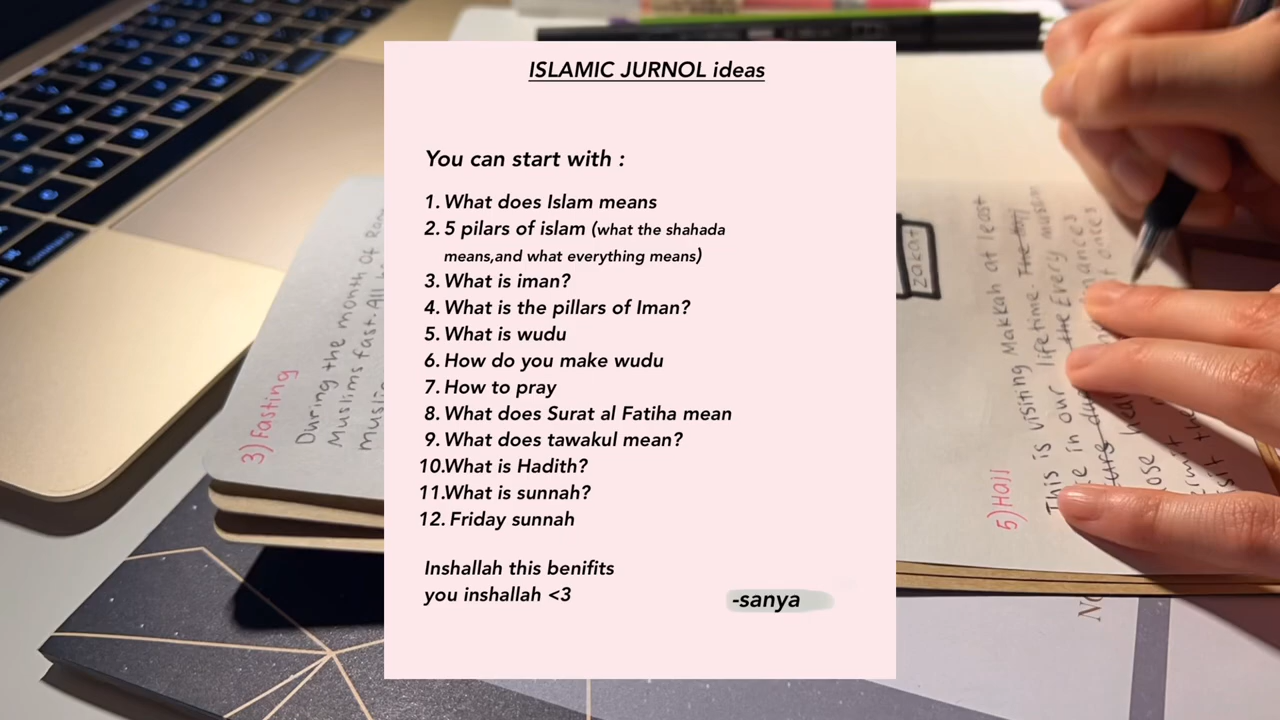 ISLAMIC JURNOL ideas
You can start with :
1. What does Islam means
2. 5 pilars of islam (what the shahada
means,and what everything means)
3. What is iman?
4. What is the pillars of Iman?
5. What is wudu
6. How do you make wudu
7. How to pray
8. What does Surat al Fatiha mean
9. What does tawakul mean?
10.What is Hadith?
11.What is sunnah?
12. Friday sunnah
Inshallah this benifits
you inshallah <3
-sanya
3) Fasting
During the month of
Muslims fast. All
zakat
5) Hajj
This is visiting Makkah at least
in our lifetime. Every